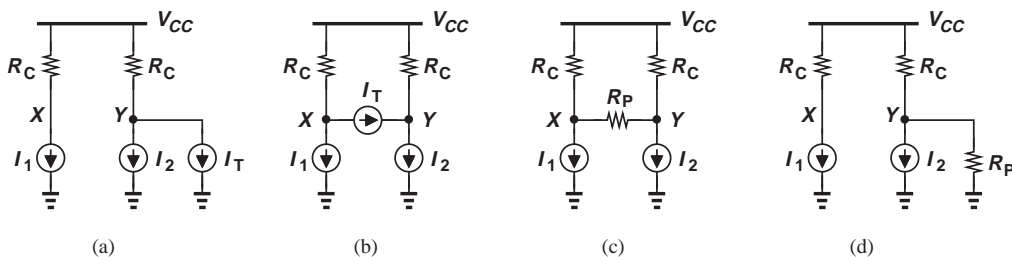 V_CC V_CC V_CC V_CC
R_C R_C R_C R_C R_C R_C R_C R_C
I_T R_P
X Y X Y X Y X Y
I_1 I_2 I_T I_1 I_2 I_1 I_2 I_1 I_2 R_P
(a) (b) (c) (d)